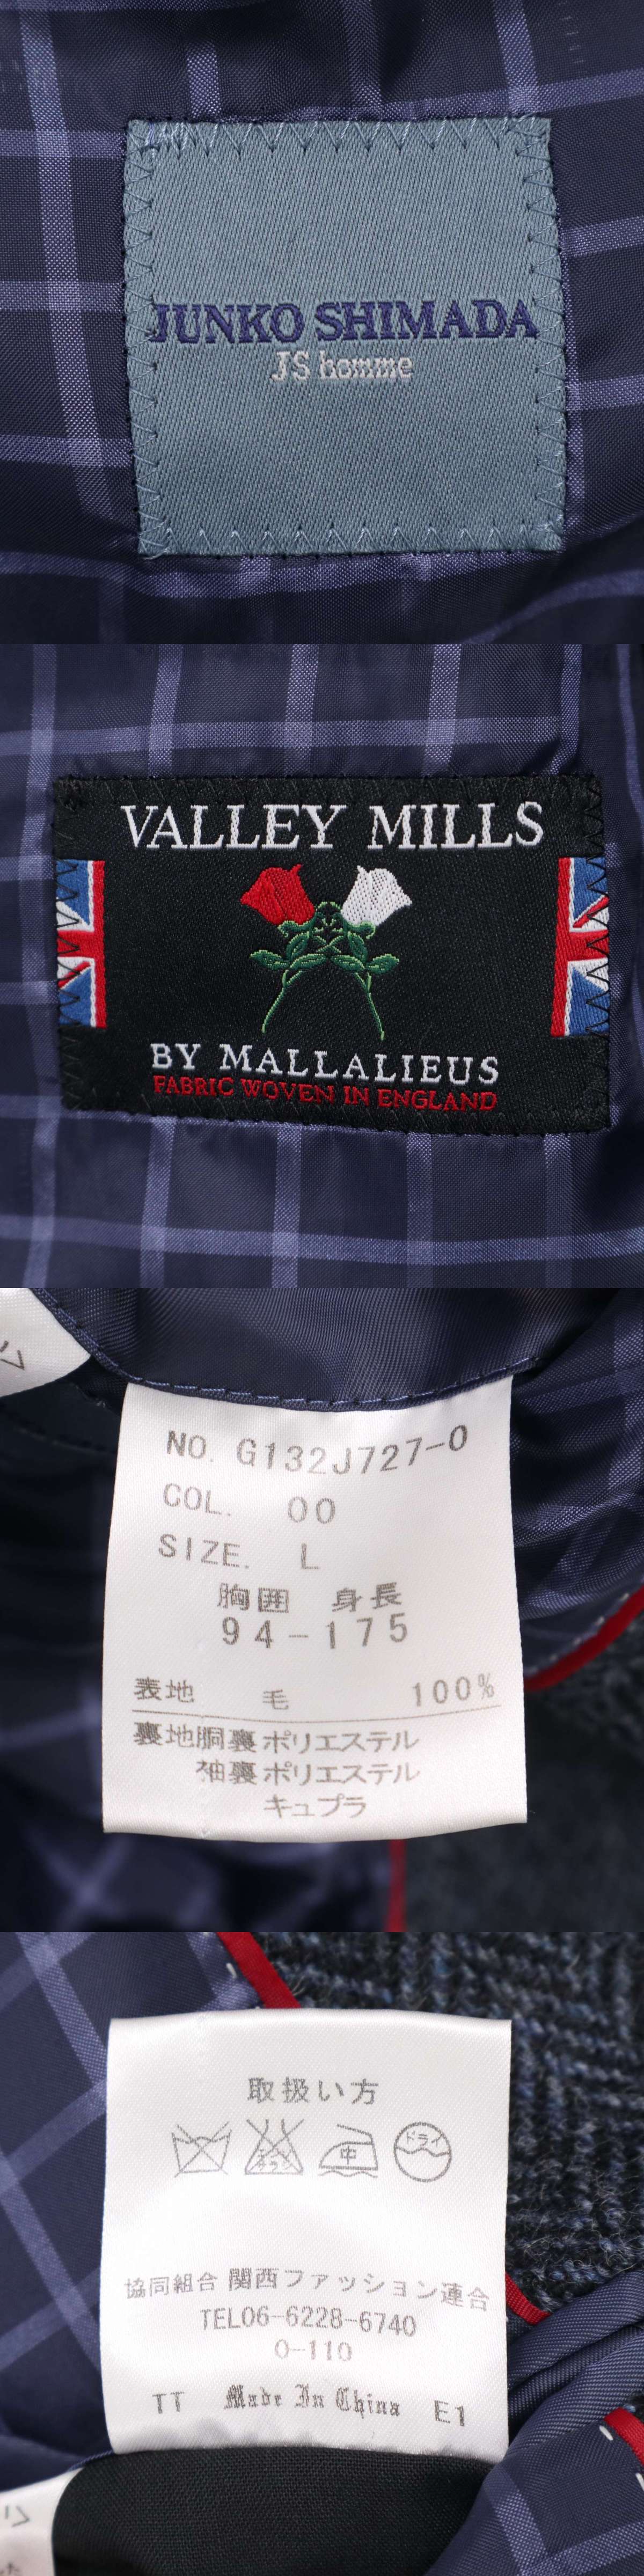 JUNKO SHIMADA
JS homme
VALLEY MILLS
BY MALLALIEUS
FABRIC WOVEN IN ENGLAND
NO. G132J727-0
COL. 00
SIZE. L
胸囲 身長
94-175
表地 毛 100%
裏地胴裏ポリエステル
袖裏ポリエステル
キュプラ
取扱い方
中
ドライ
協同組合 関西ファッション連合
TEL06-6228-6740
0-110
TT Made In China E1